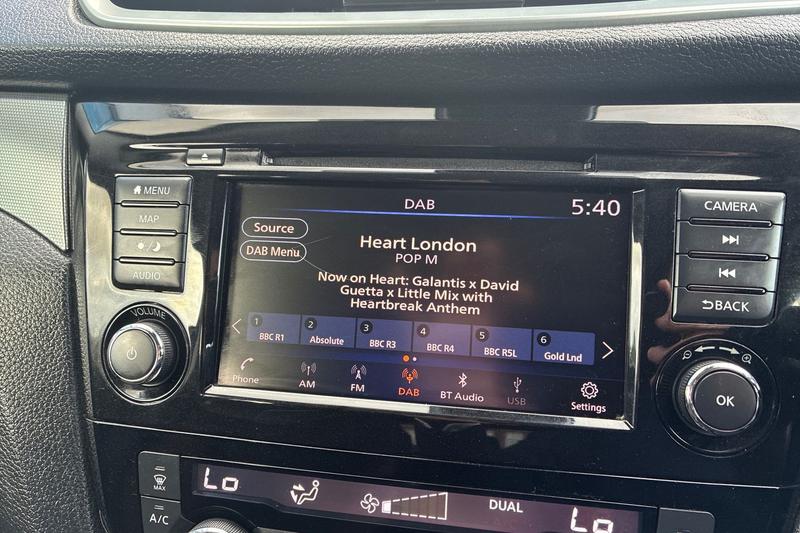 MENU
MAP
AUDIO
VOLUME
DAB
5:40
Source
DAB Menu
Heart London
POP M
Now on Heart: Galantis x David
Guetta x Little Mix with
Heartbreak Anthem
1 BBC R1
2 Absolute
3 BBC R3
4 BBC R4
5 BBC R5L
6 Gold Lnd
Phone
AM
FM
DAB
BT Audio
USB
Settings
CAMERA
BACK
OK
MAX
A/C
Lo
DUAL
Lo